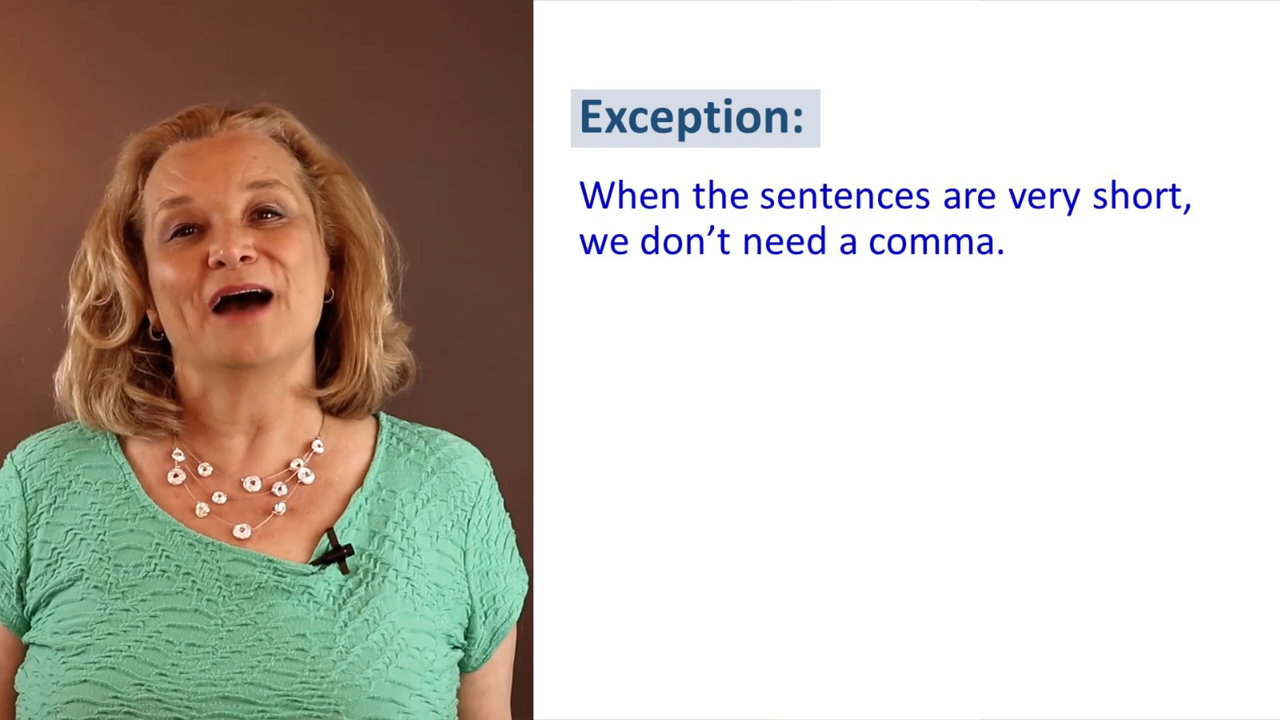 Exception:
When the sentences are very short,
we don’t need a comma.